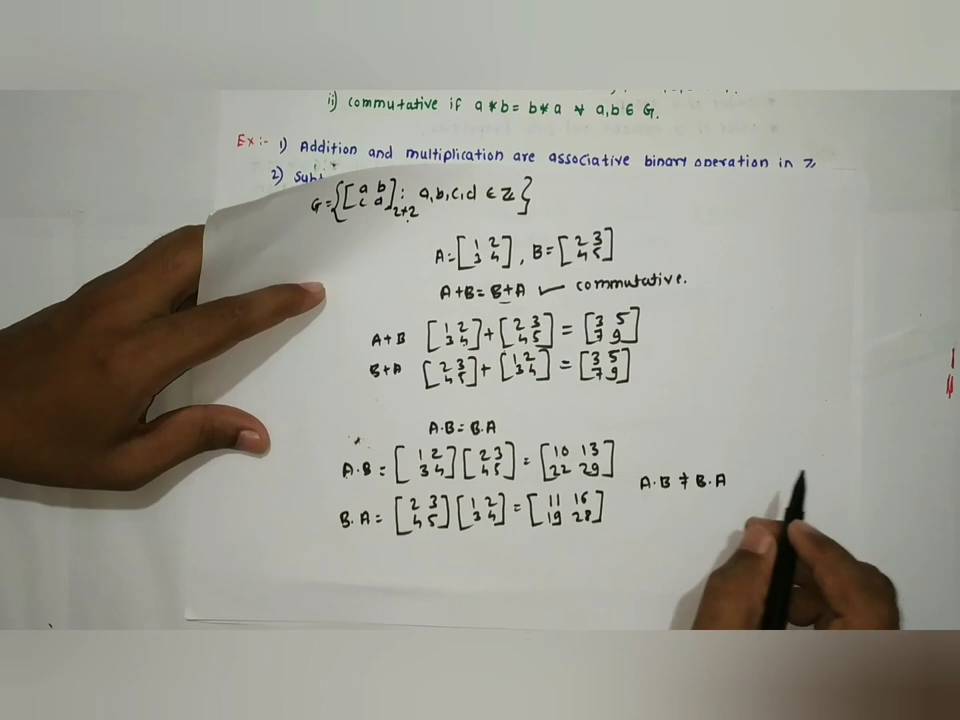 ii) commutative if a * b = b * a ∀ a,b ∈ G.
Ex:- 1) Addition and multiplication are associative binary operation in Z
2)
G = { [a b; c d]2×2 : a,b,c,d ∈ Z }
A = [1 2; 3 4], B = [2 3; 4 5]
A+B = B+A ✓ commutative.
A+B [1 2; 3 4] + [2 3; 4 5] = [3 5; 7 9]
B+A [2 3; 4 5] + [1 2; 3 4] = [3 5; 7 9]
A·B = B·A
A·B = [1 2; 3 4] [2 3; 4 5] = [10 13; 22 29]
A·B ≠ B·A
B·A = [2 3; 4 5] [1 2; 3 4] = [11 16; 19 28]